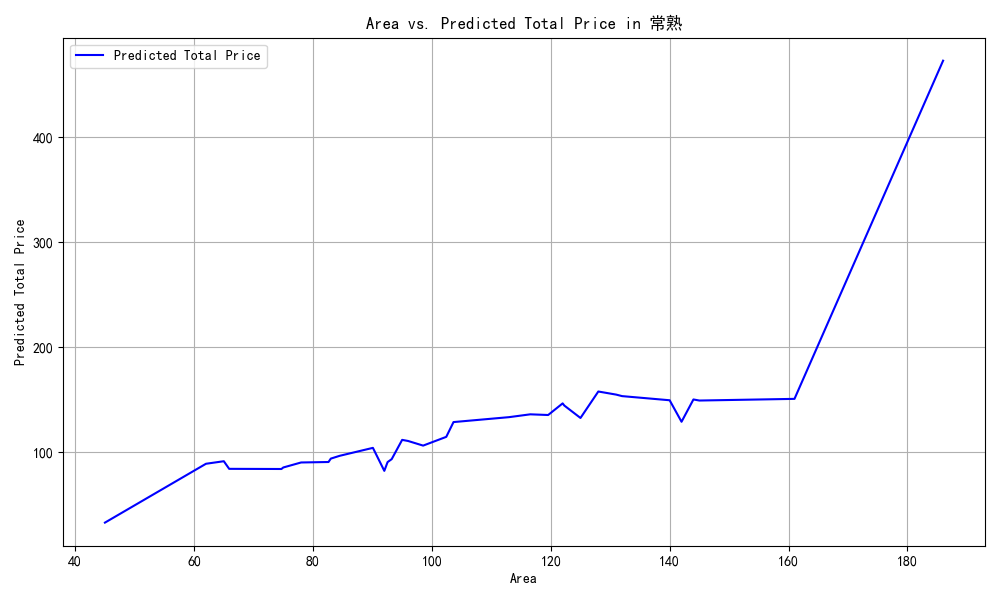 Area vs. Predicted Total Price in 常熟
Predicted Total Price
Predicted Total Price
400
300
200
100
40 60 80 100 120 140 160 180
Area